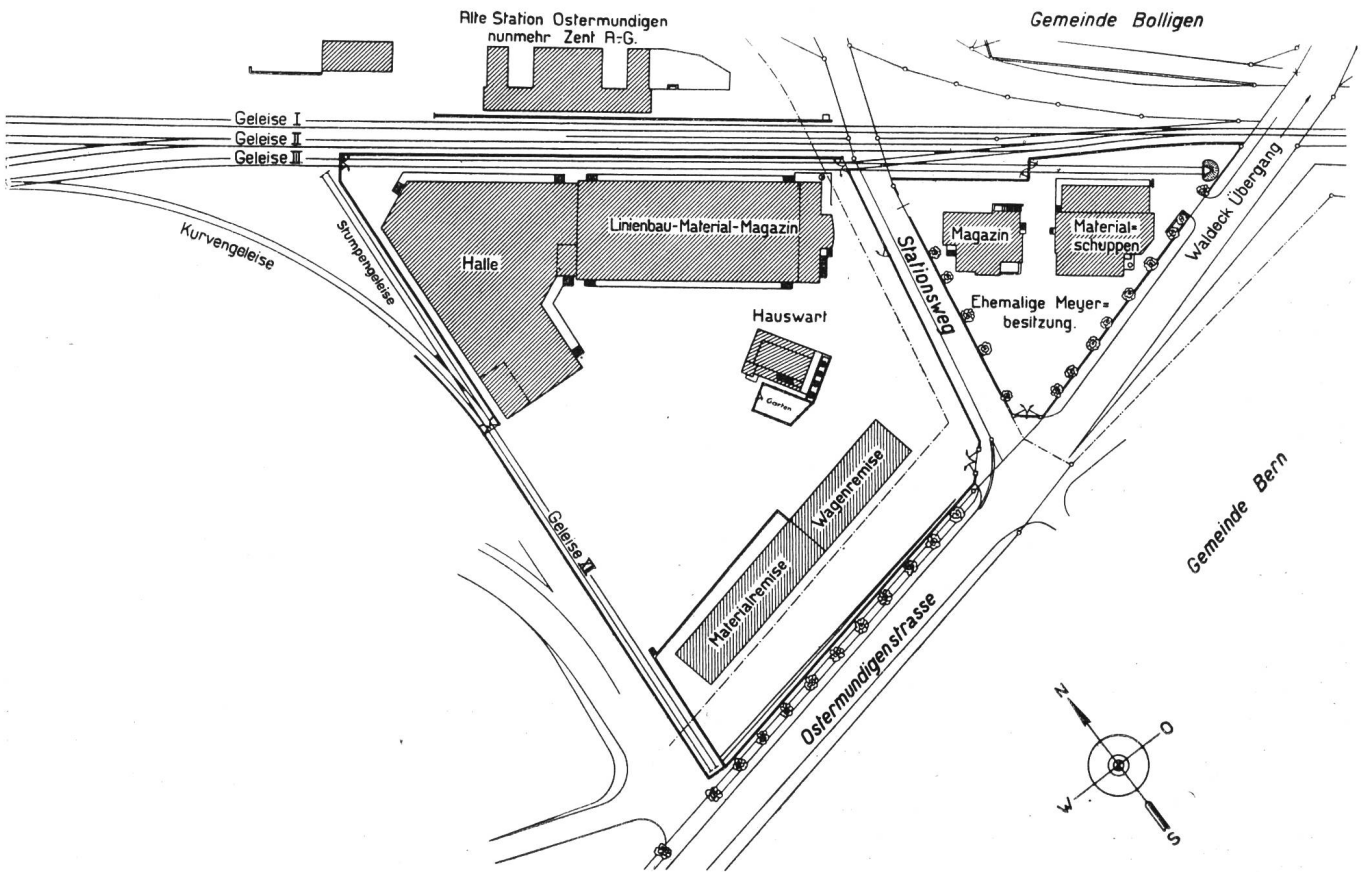 Alte Station Ostermundigen
nunmehr Zent A.-G.
Gemeinde Bolligen
Geleise I
Geleise II
Geleise III
Kurvengeleise
Stumpengeleise
Halle
Linienbau-Material-Magazin
Stationsweg
Magazin
Material=
schuppen
Waldeck Übergang
Ehemalige Meyer=
besitzung.
Hauswart
Garten
Wagenremise
Materialremise
Geleise IX
Ostermundigenstrasse
Gemeinde Bern
N
O
W
S